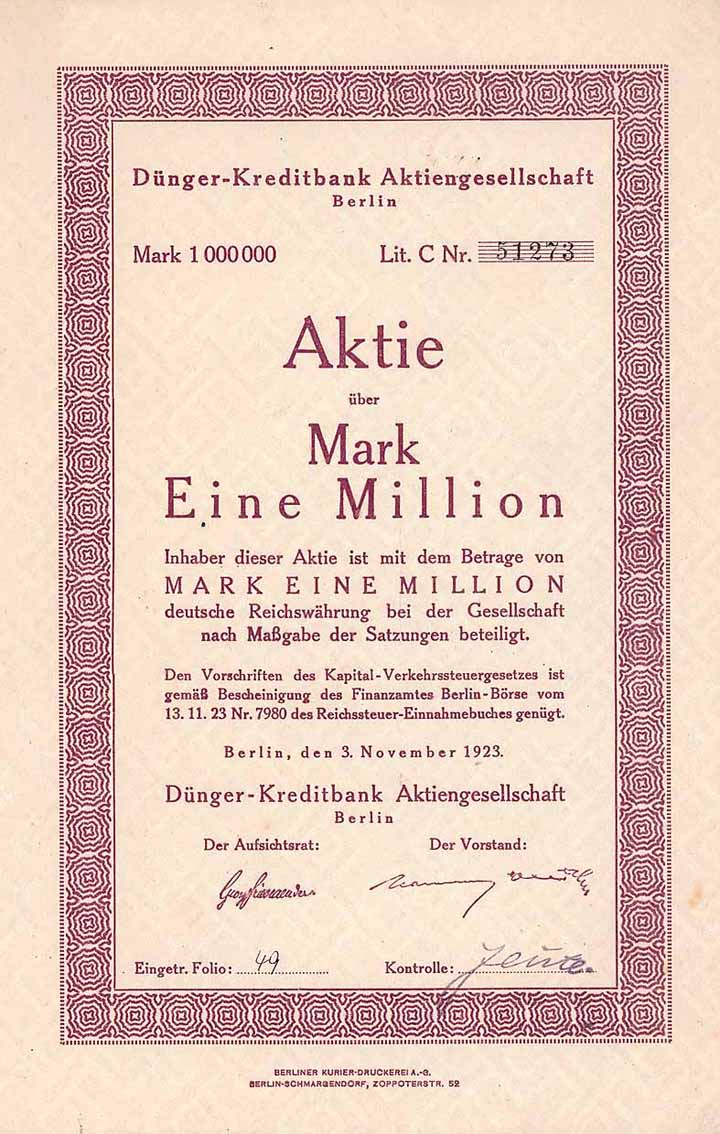 Dünger-Kreditbank Aktiengesellschaft
Berlin
Mark 1 000 000 Lit. C Nr. 51273
Aktie
über
Mark
Eine Million
Inhaber dieser Aktie ist mit dem Betrage von
MARK EINE MILLION
deutsche Reichswährung bei der Gesellschaft
nach Maßgabe der Satzungen beteiligt.
Den Vorschriften des Kapital-Verkehrssteuergesetzes ist
gemäß Bescheinigung des Finanzamtes Berlin-Börse vom
13. 11. 23 Nr. 7980 des Reichssteuer-Einnahmebuches genügt.
Berlin, den 3. November 1923.
Dünger-Kreditbank Aktiengesellschaft
Berlin
Der Aufsichtsrat: Der Vorstand:
Eingetr. Folio: 49 Kontrolle:
BERLINER KURIER-DRUCKEREI A.-G.
BERLIN-SCHMARGENDORF, ZOPPOTERSTR. 52